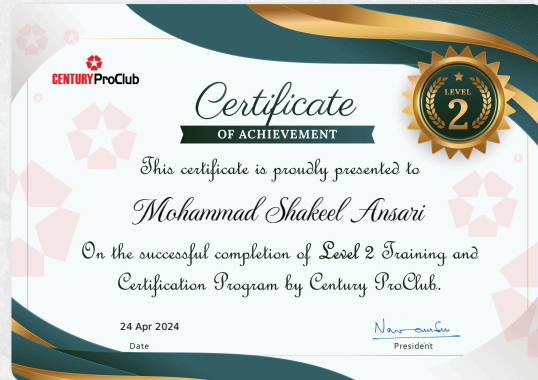 CENTURY ProClub
LEVEL
2
Certificate
OF ACHIEVEMENT
This certificate is proudly presented to
Mohammad Shakeel Ansari
On the successful completion of Level 2 Training and
Certification Program by Century ProClub.
24 Apr 2024
Date
President